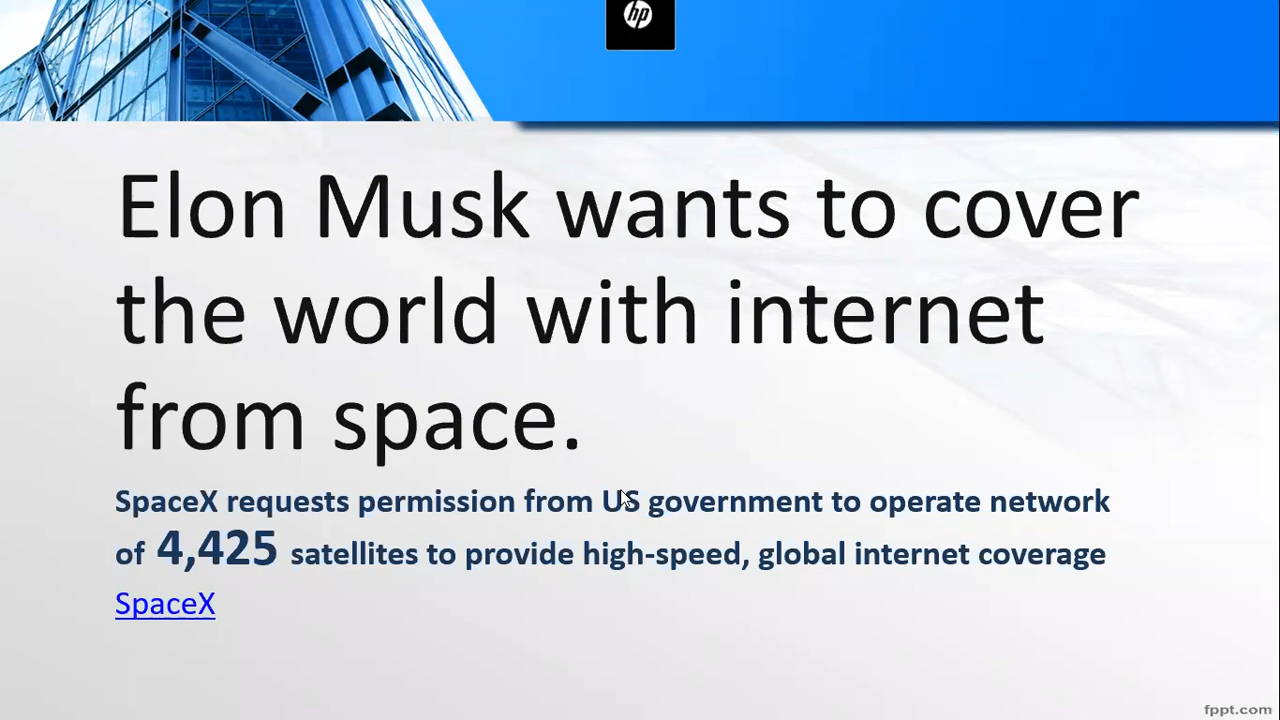 hp
Elon Musk wants to cover
the world with internet
from space.
SpaceX requests permission from US government to operate network
of 4,425 satellites to provide high-speed, global internet coverage
SpaceX
fppt.com